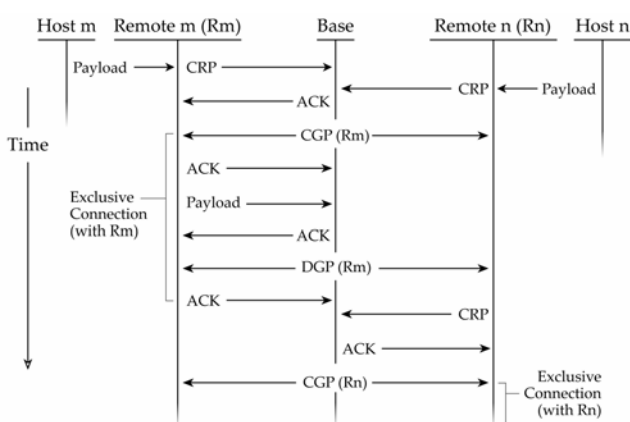 Host m Remote m (Rm) Base Remote n (Rn) Host n
Payload CRP
CRP Payload
ACK
CGP (Rm)
Time
ACK
Exclusive
Connection
(with Rm)
Payload
ACK
DGP (Rm)
ACK
CRP
ACK
CGP (Rn)
Exclusive
Connection
(with Rn)